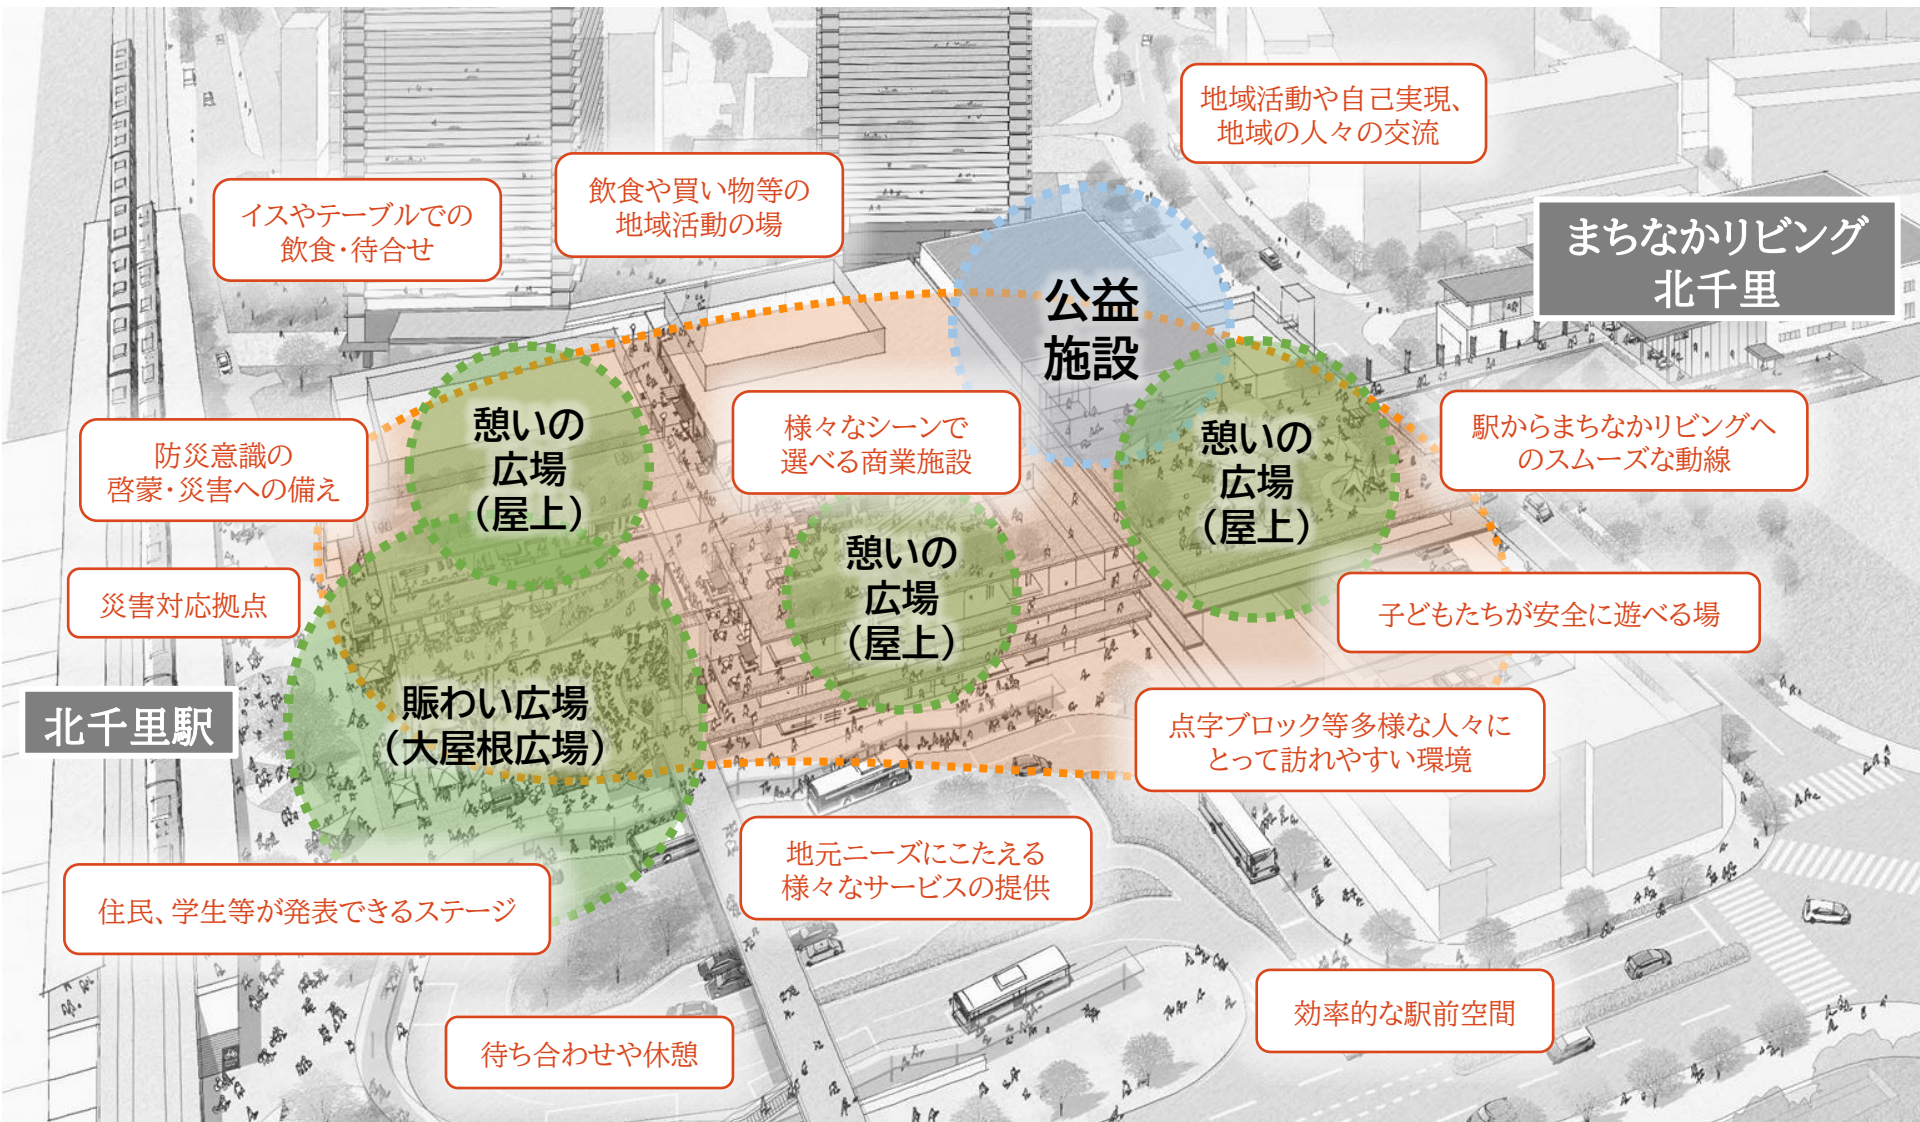 地域活動や自己実現、
地域の人々の交流
飲食や買い物等の
地域活動の場
イスやテーブルでの
飲食・待合せ
まちなかリビング
北千里
公益
施設
憩いの
広場
（屋上）
様々なシーンで
選べる商業施設
憩いの
広場
（屋上）
駅からまちなかリビングへ
のスムーズな動線
防災意識の
啓蒙・災害への備え
憩いの
広場
（屋上）
災害対応拠点
子どもたちが安全に遊べる場
北千里駅
賑わい広場
（大屋根広場）
点字ブロック等多様な人々に
とって訪れやすい環境
地元ニーズにこたえる
様々なサービスの提供
住民、学生等が発表できるステージ
効率的な駅前空間
待ち合わせや休憩